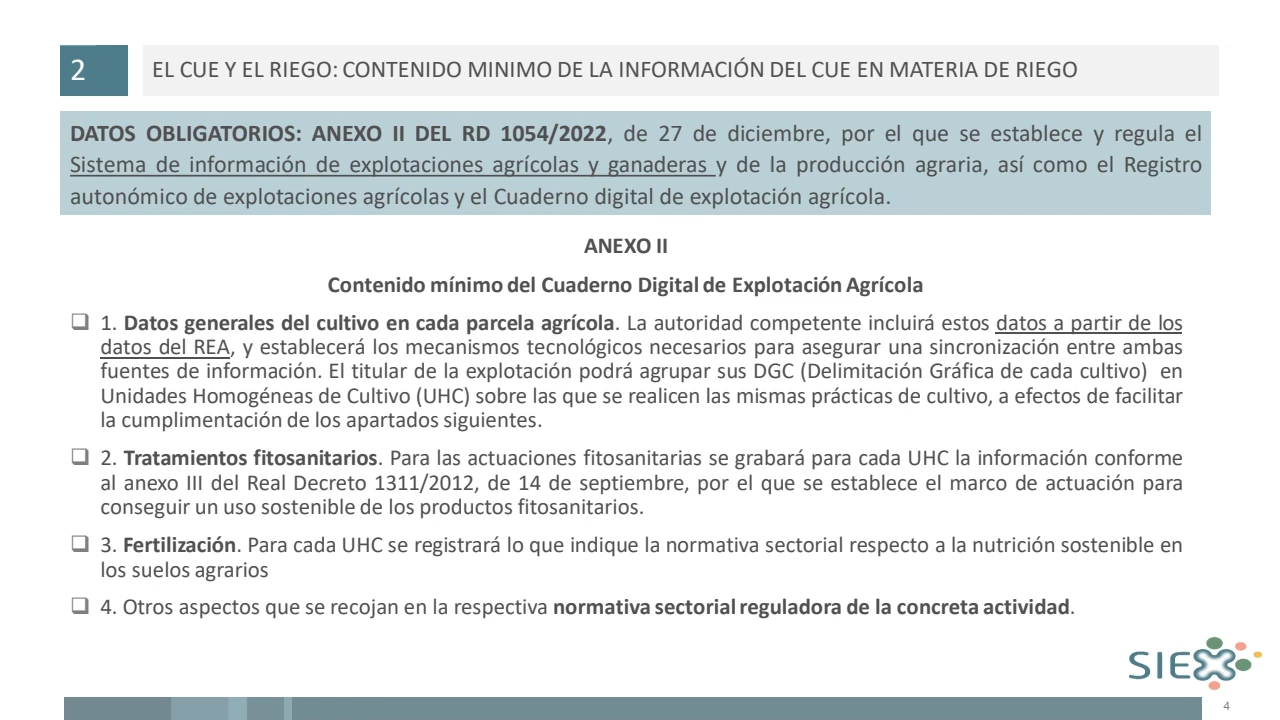 2
EL CUE Y EL RIEGO: CONTENIDO MINIMO DE LA INFORMACIÓN DEL CUE EN MATERIA DE RIEGO
DATOS OBLIGATORIOS: ANEXO II DEL RD 1054/2022, de 27 de diciembre, por el que se establece y regula el
Sistema de información de explotaciones agrícolas y ganaderas y de la producción agraria, así como el Registro
autonómico de explotaciones agrícolas y el Cuaderno digital de explotación agrícola.
ANEXO II
Contenido mínimo del Cuaderno Digital de Explotación Agrícola
❑ 1. Datos generales del cultivo en cada parcela agrícola. La autoridad competente incluirá estos datos a partir de los
datos del REA, y establecerá los mecanismos tecnológicos necesarios para asegurar una sincronización entre ambas
fuentes de información. El titular de la explotación podrá agrupar sus DGC (Delimitación Gráfica de cada cultivo) en
Unidades Homogéneas de Cultivo (UHC) sobre las que se realicen las mismas prácticas de cultivo, a efectos de facilitar
la cumplimentación de los apartados siguientes.
❑ 2. Tratamientos fitosanitarios. Para las actuaciones fitosanitarias se grabará para cada UHC la información conforme
al anexo III del Real Decreto 1311/2012, de 14 de septiembre, por el que se establece el marco de actuación para
conseguir un uso sostenible de los productos fitosanitarios.
❑ 3. Fertilización. Para cada UHC se registrará lo que indique la normativa sectorial respecto a la nutrición sostenible en
los suelos agrarios
❑ 4. Otros aspectos que se recojan en la respectiva normativa sectorial reguladora de la concreta actividad.
SIEX
4